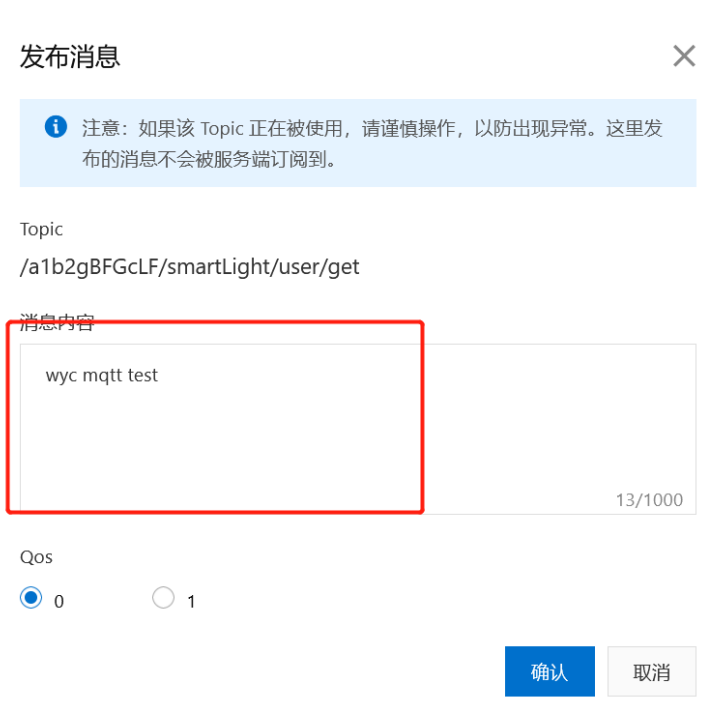 发布消息
注意：如果该 Topic 正在被使用，请谨慎操作，以防出现异常。这里发
布的消息不会被服务端订阅到。
Topic
/a1b2gBFGcLF/smartLight/user/get
消息内容
wyc mqtt test
13/1000
Qos
0 1
确认 取消